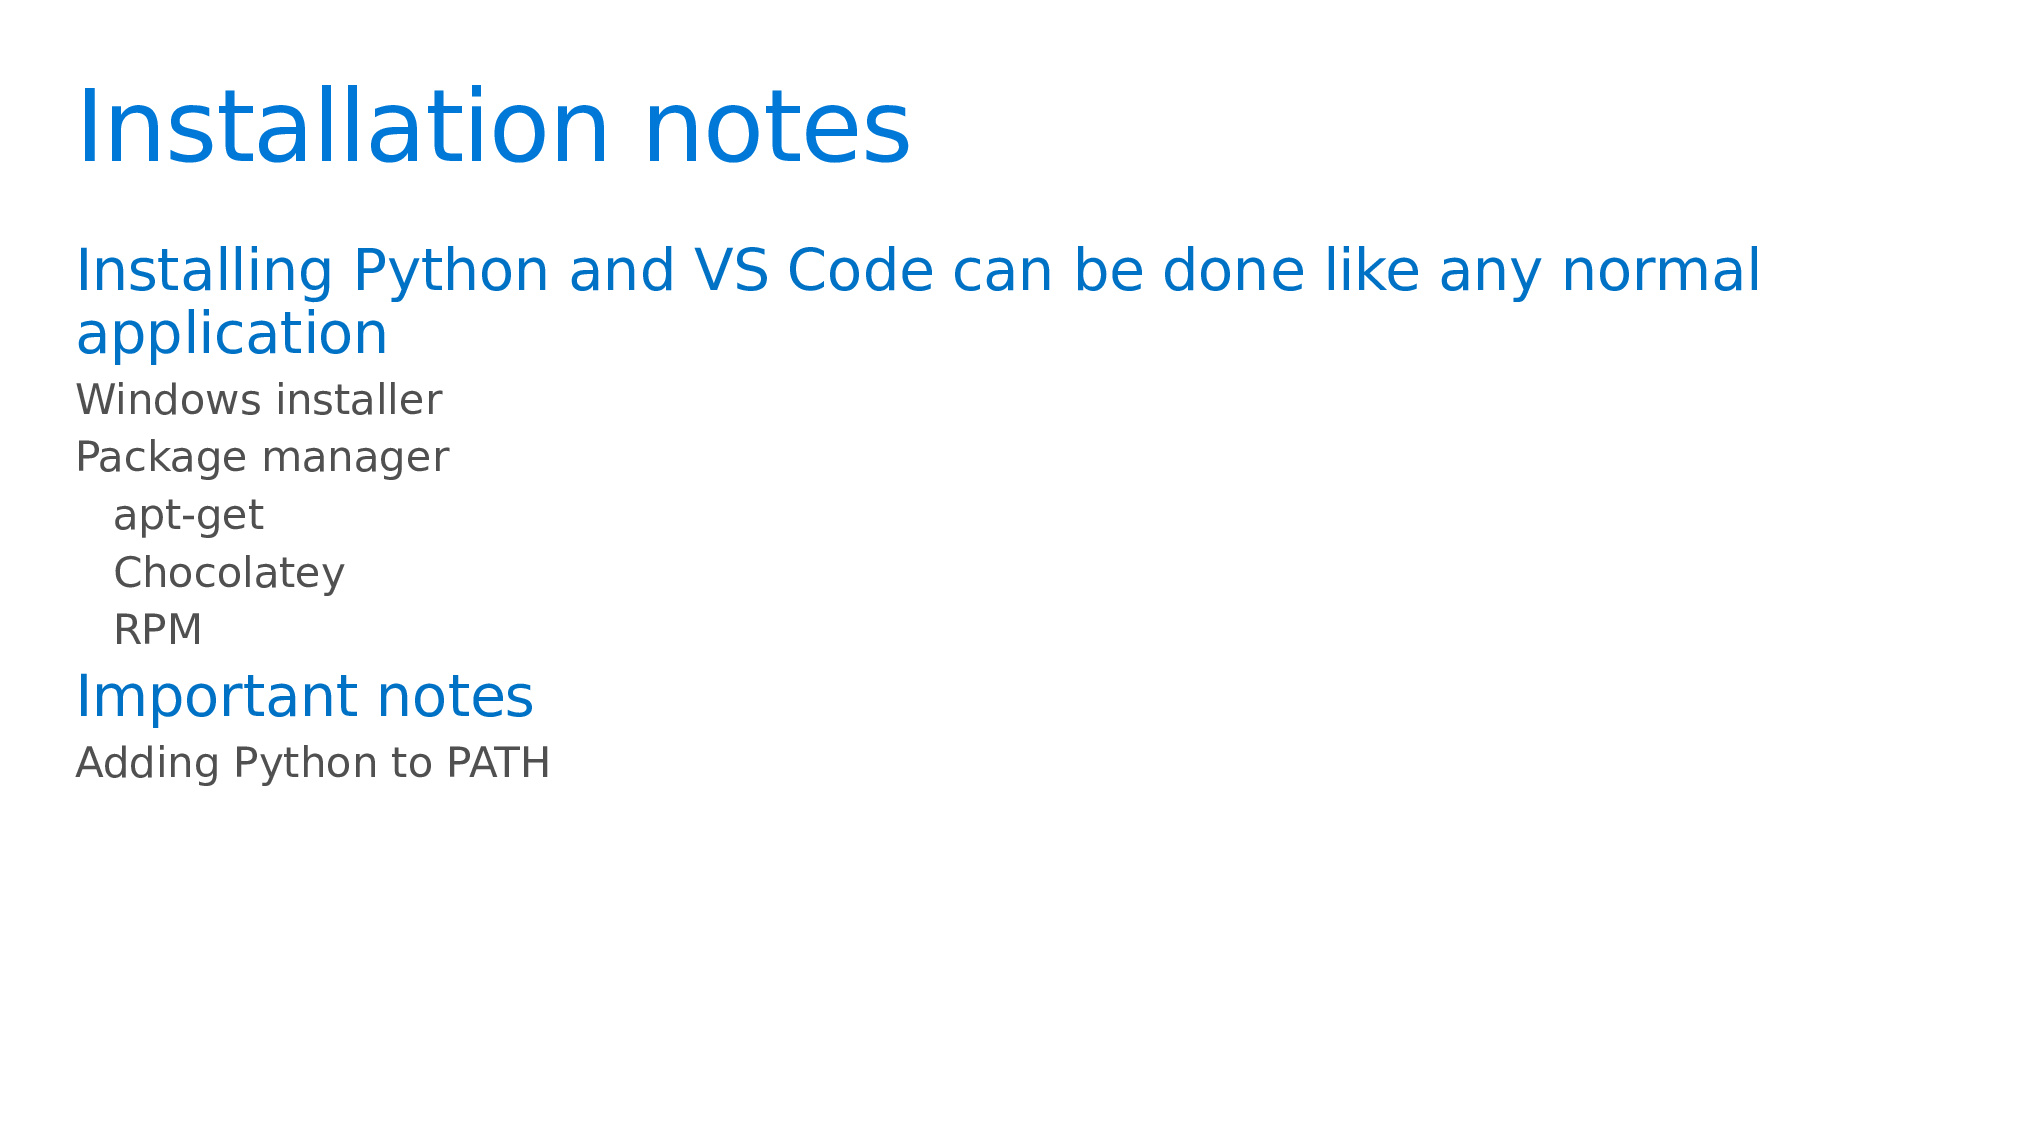 Installation notes
Installing Python and VS Code can be done like any normal
application
Windows installer
Package manager
apt-get
Chocolatey
RPM
Important notes
Adding Python to PATH